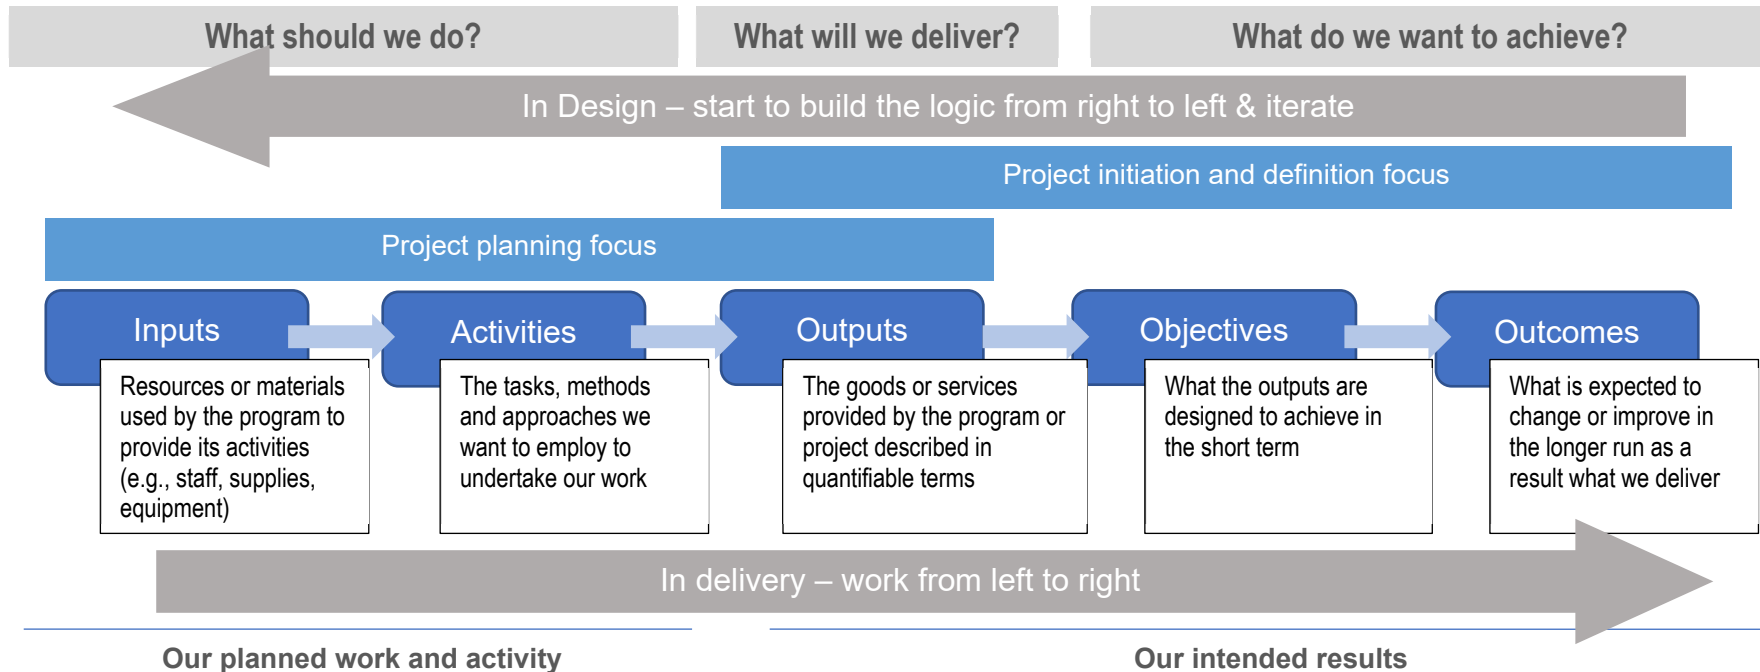 What should we do?
What will we deliver?
What do we want to achieve?
In Design – start to build the logic from right to left & iterate
Project initiation and definition focus
Project planning focus
Inputs
Activities
Outputs
Objectives
Outcomes
Resources or materials
used by the program to
provide its activities
(e.g., staff, supplies,
equipment)
The tasks, methods
and approaches we
want to employ to
undertake our work
The goods or services
provided by the program or
project described in
quantifiable terms
What the outputs are
designed to achieve in
the short term
What is expected to
change or improve in
the longer run as a
result what we deliver
In delivery – work from left to right
Our planned work and activity
Our intended results